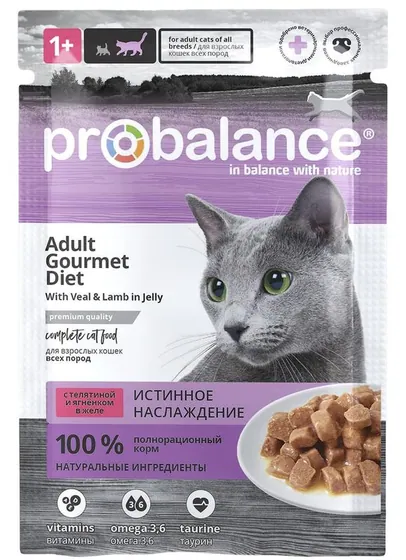 1+
for adult cats of all
breeds / для взрослых
кошек всех пород
probalance®
in balance with nature
Adult
Gourmet
Diet
With Veal & Lamb in Jelly
premium quality
complete cat food
для взрослых кошек
всех пород
с телятиной
и ягнёнком
в желе
ИСТИННОЕ
НАСЛАЖДЕНИЕ
100 %
полнорационный
корм
НАТУРАЛЬНЫЕ ИНГРЕДИЕНТЫ
3 6
vitamins
витамины
omega:3,6
омега:3,6
taurine
таурин